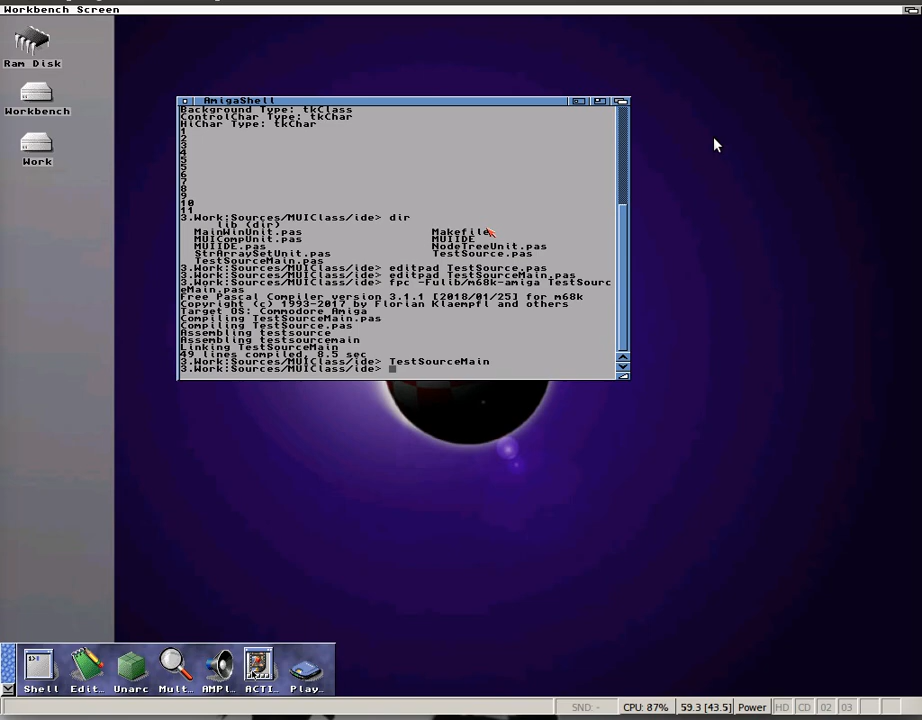 Workbench Screen
Ram Disk
Workbench
Work
AmigaShell
Background Type: tkClass
ControlChar Type: tkChar
HiChar Type: tkChar
1
2
3
4
5
5
6
7
8
9
10
11
3.Work:Sources/MUIClass/ide> dir
lib (dir)
MainWinUnit.pas Makefile
MUICompUnit.pas MUIIDE
MUIIDE.pas NodeTreeUnit.pas
StrArraySetUnit.pas TestSource.pas
TestSourceMain.pas
3.Work:Sources/MUIClass/ide> editpad TestSource.pas
3.Work:Sources/MUIClass/ide> editpad TestSourceMain.pas
3.Work:Sources/MUIClass/ide> fpc -Fulib/m68k-amiga TestSourc
eMain.pas
Free Pascal Compiler version 3.1.1 [2018/01/25] for m68k
Copyright (c) 1993-2017 by Florian Klaempfl and others
Target OS: Commodore Amiga
Compiling TestSourceMain.pas
Compiling TestSource.pas
Assembling testsource
Assembling testsourcemain
Linking TestSourceMain
49 lines compiled, 8.5 sec
3.Work:Sources/MUIClass/ide> TestSourceMain
3.Work:Sources/MUIClass/ide>
Shell Edit.. Unarc Mult.. AMPl.. ACTI.. Play..
SND: - CPU: 87% 59.3 [43.5] Power HD CD 02 03